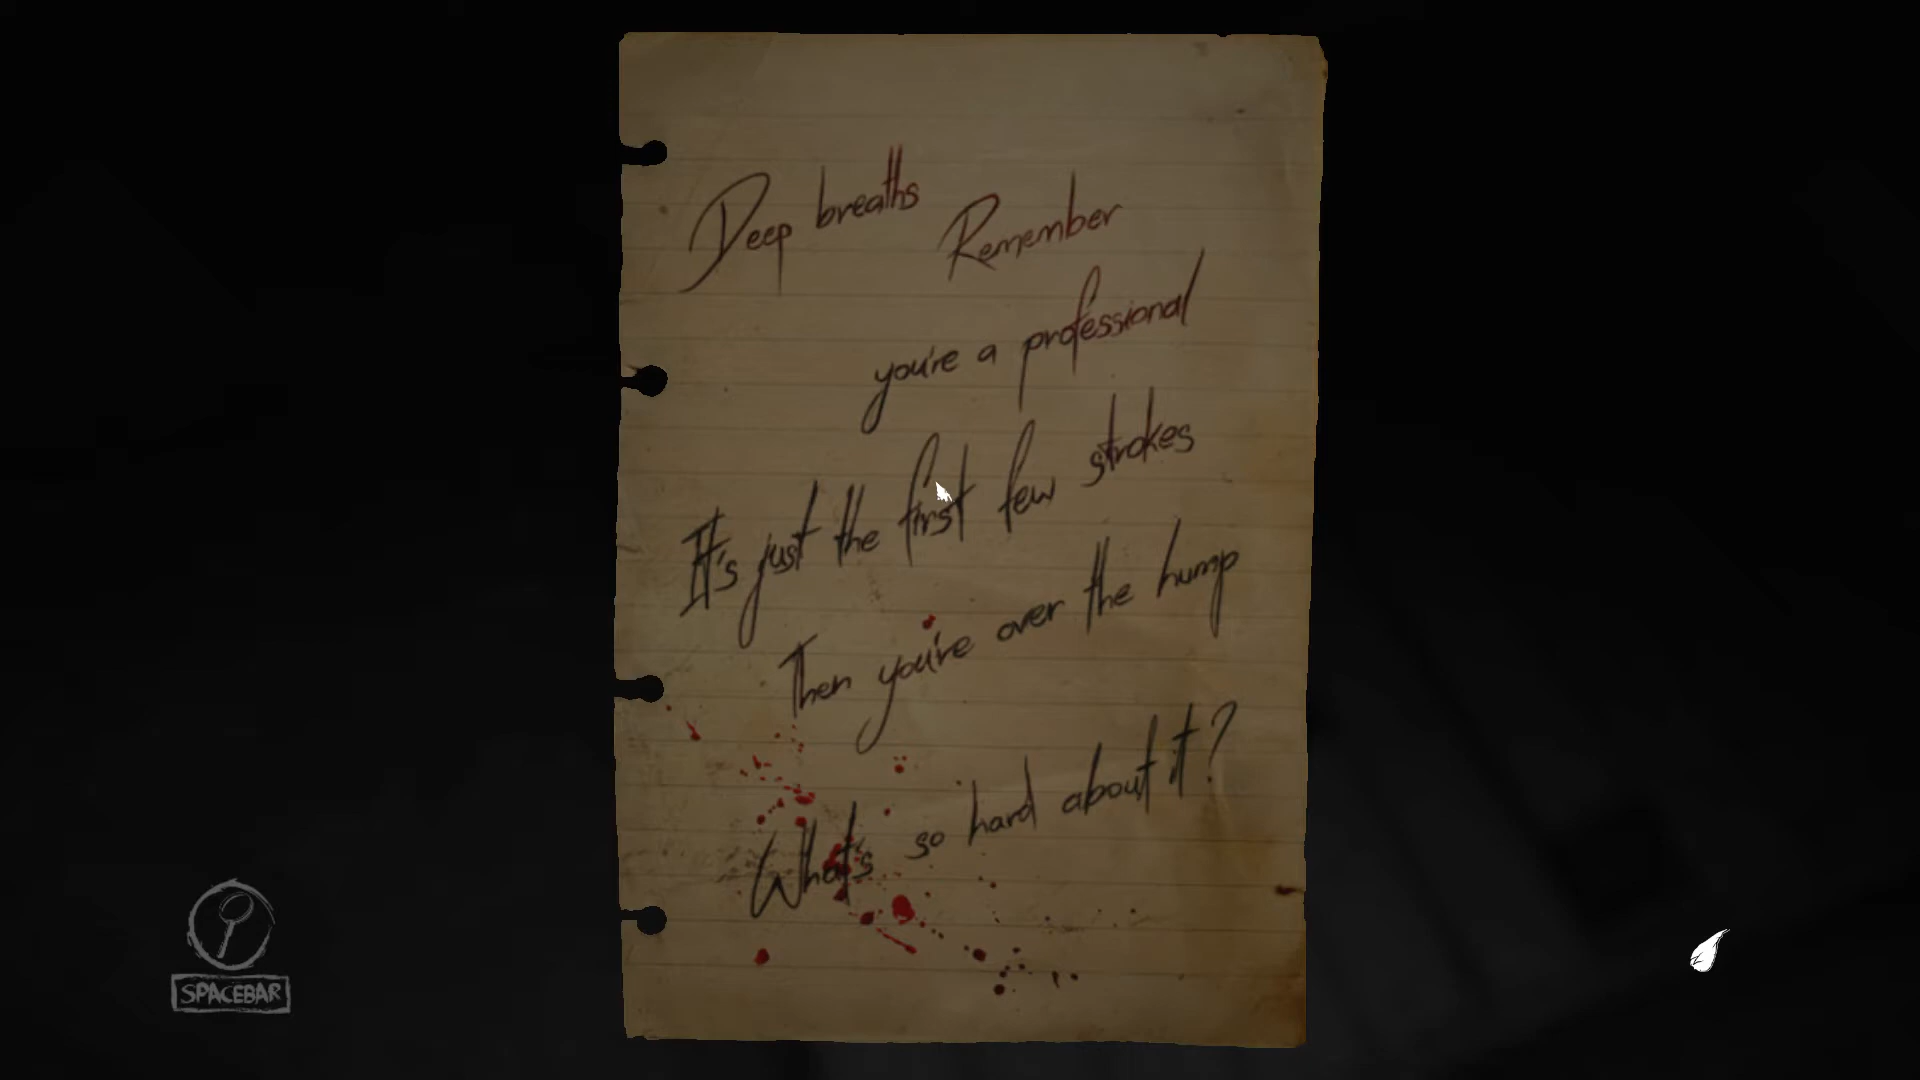 Deep breaths
Remember
you're a professional
It's just the first few strokes
Then you're over the hump
What's so hard about it?
SPACEBAR